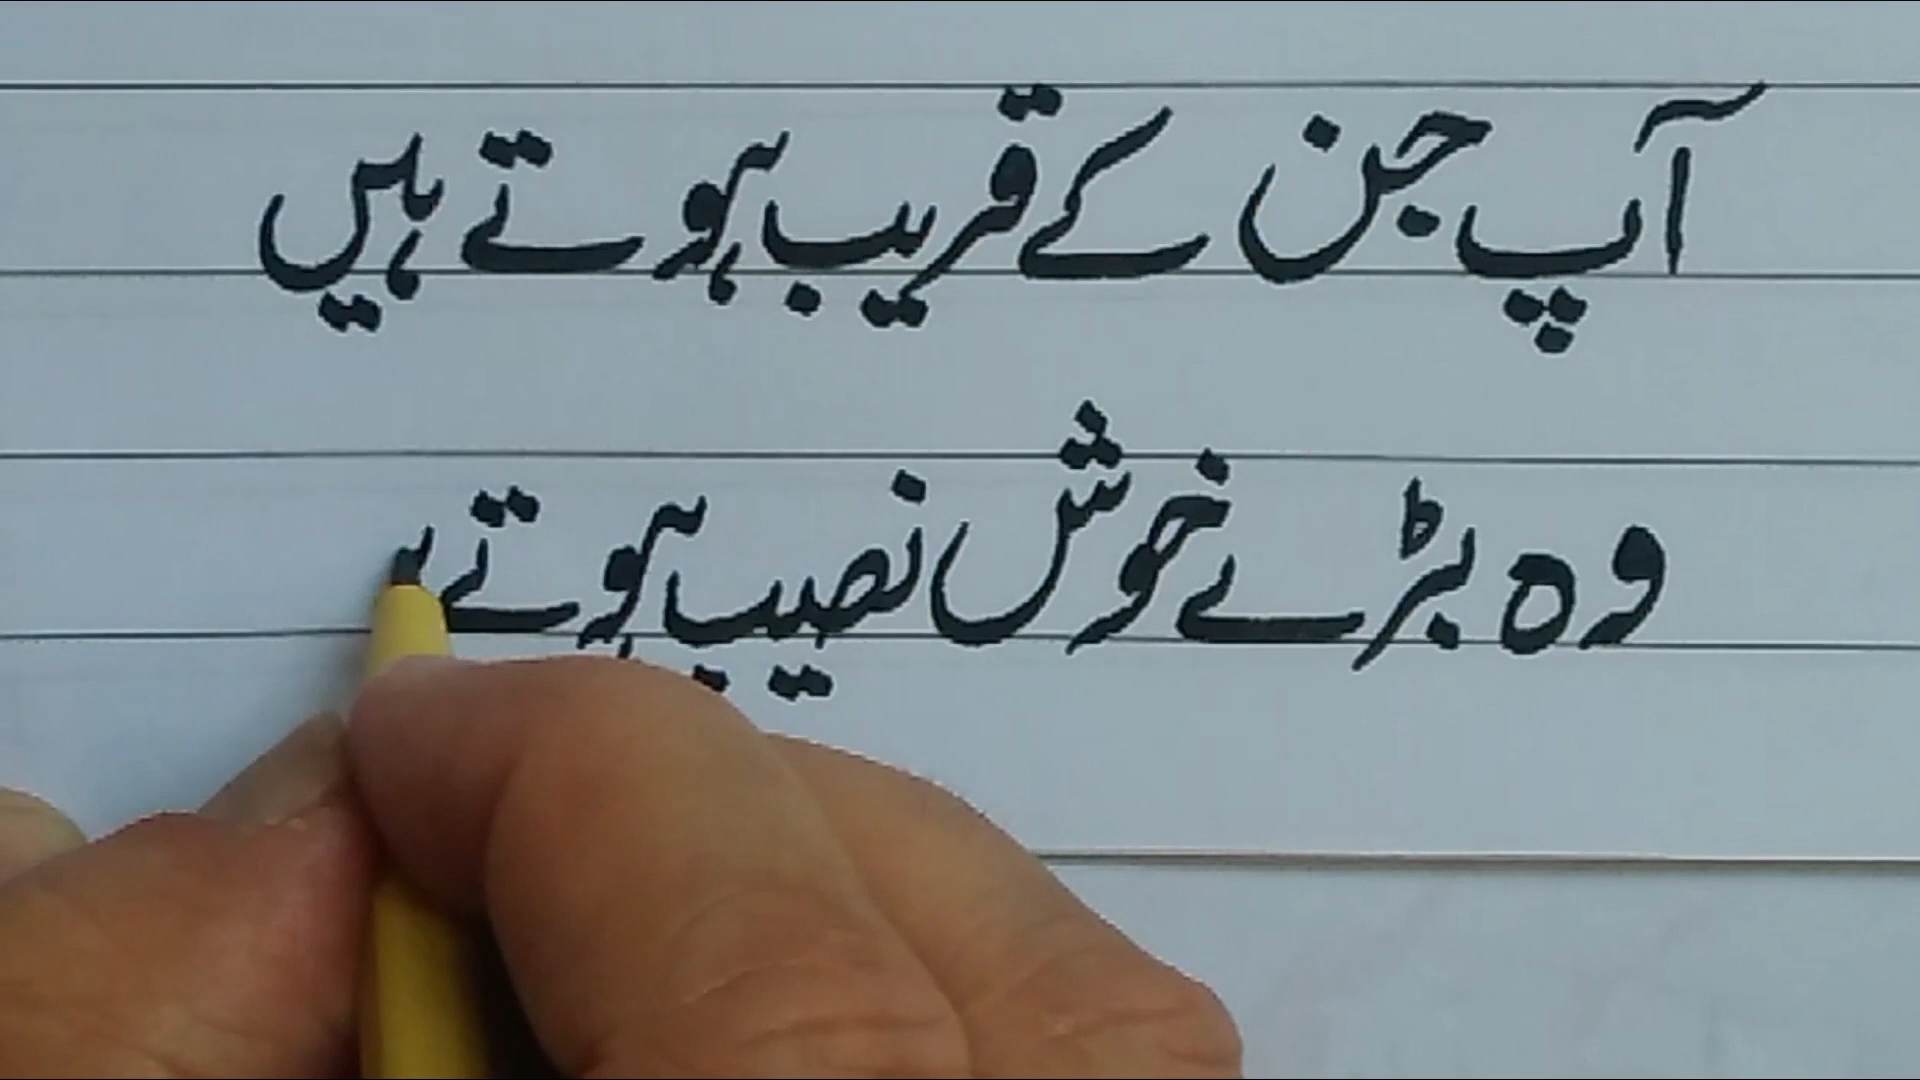 آپ جن کے قریب ہوتے ہیں
وہ بڑے خوش نصیب ہوتے